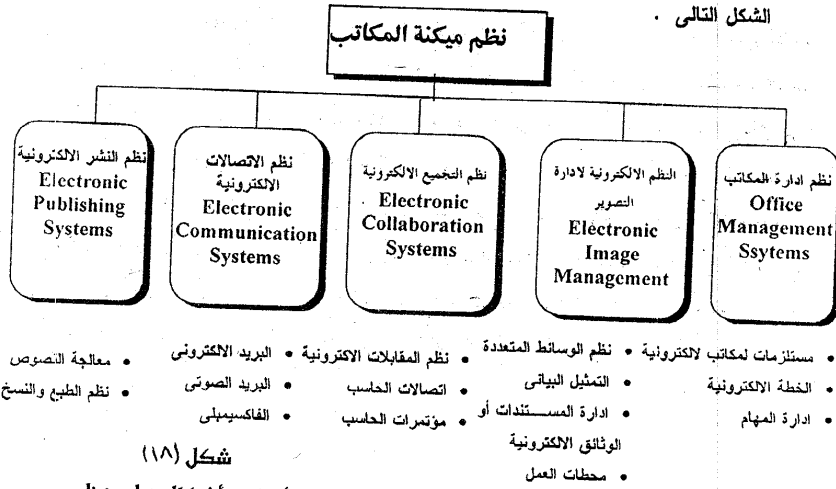 الشكل التالى .
نظم ميكنة المكاتب
نظم ادارة المكاتب
Office
Management
Ssytems
النظم الالكترونية لادارة
التصوير
Electronic
Image
Management
نظم التجميع الالكترونية
Electronic
Collaboration
Systems
نظم الاتصالات
الالكترونية
Electronic
Communication
Systems
نظم النشر الالكترونية
Electronic
Publishing
Systems
• مستلزمات لمكاتب لالكترونية
• الخطة الالكترونية
• ادارة المهام
• نظم الوسائط المتعددة
• التمثيل البيانى
• ادارة المستندات أو
الوثائق الالكترونية
• محطات العمل
• نظم المقابلات الاكترونية
• اتصالات الحاسب
• مؤتمرات الحاسب
• البريد الالكترونى
• البريد الصوتى
• الفاكسيمبلى
• معالجة النصوص
• نظم الطبع والنسخ
شكل (١٨)